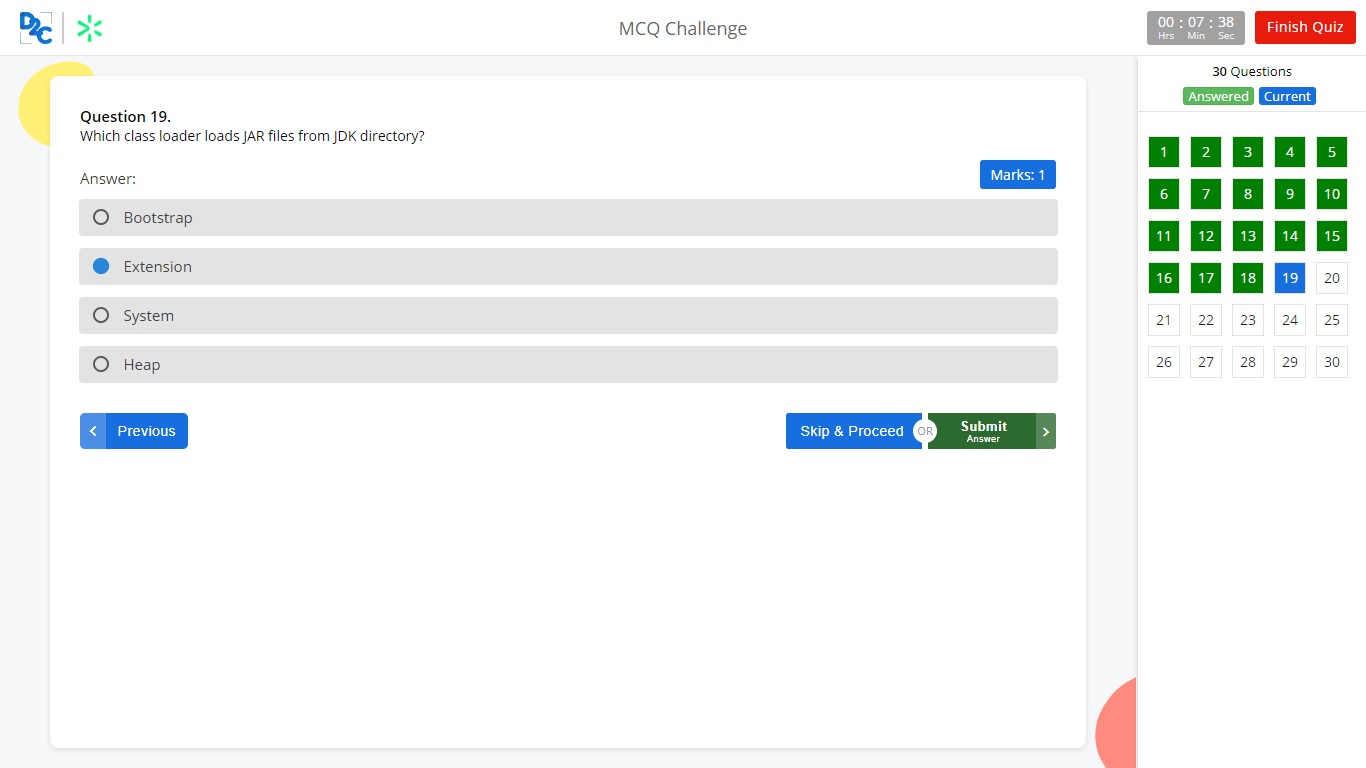 D2C
MCQ Challenge
00 : 07 : 38
Hrs Min Sec
Finish Quiz
30 Questions
Answered Current
Question 19.
Which class loader loads JAR files from JDK directory?
Answer:
Marks: 1
Bootstrap
Extension
System
Heap
Previous
Skip & Proceed
OR
Submit
Answer
1 2 3 4 5
6 7 8 9 10
11 12 13 14 15
16 17 18 19 20
21 22 23 24 25
26 27 28 29 30